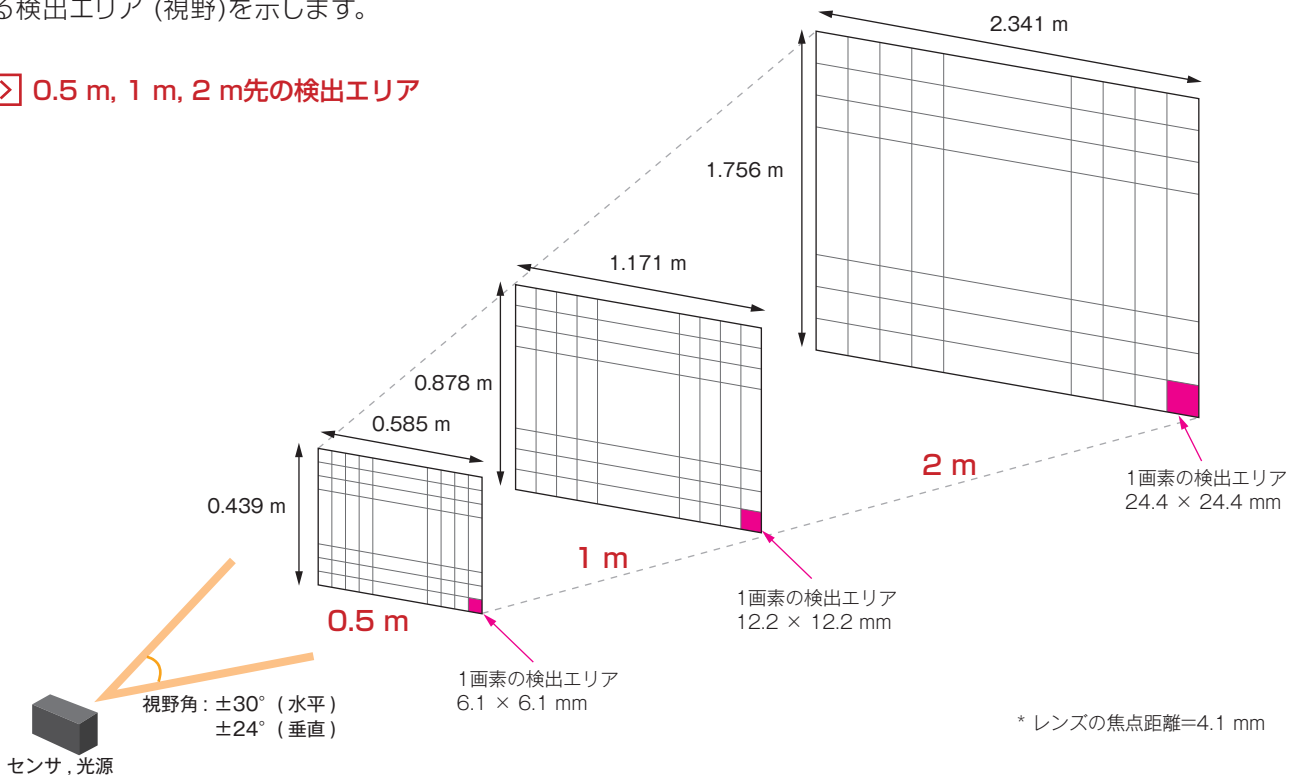 る検出エリア (視野)を示します。
0.5 m, 1 m, 2 m先の検出エリア
2.341 m
1.756 m
1.171 m
0.878 m
0.585 m
0.439 m
2 m
1 m
0.5 m
1画素の検出エリア
24.4 × 24.4 mm
1画素の検出エリア
12.2 × 12.2 mm
1画素の検出エリア
6.1 × 6.1 mm
視野角 : ±30° ( 水平 )
±24° ( 垂直 )
センサ , 光源
* レンズの焦点距離=4.1 mm